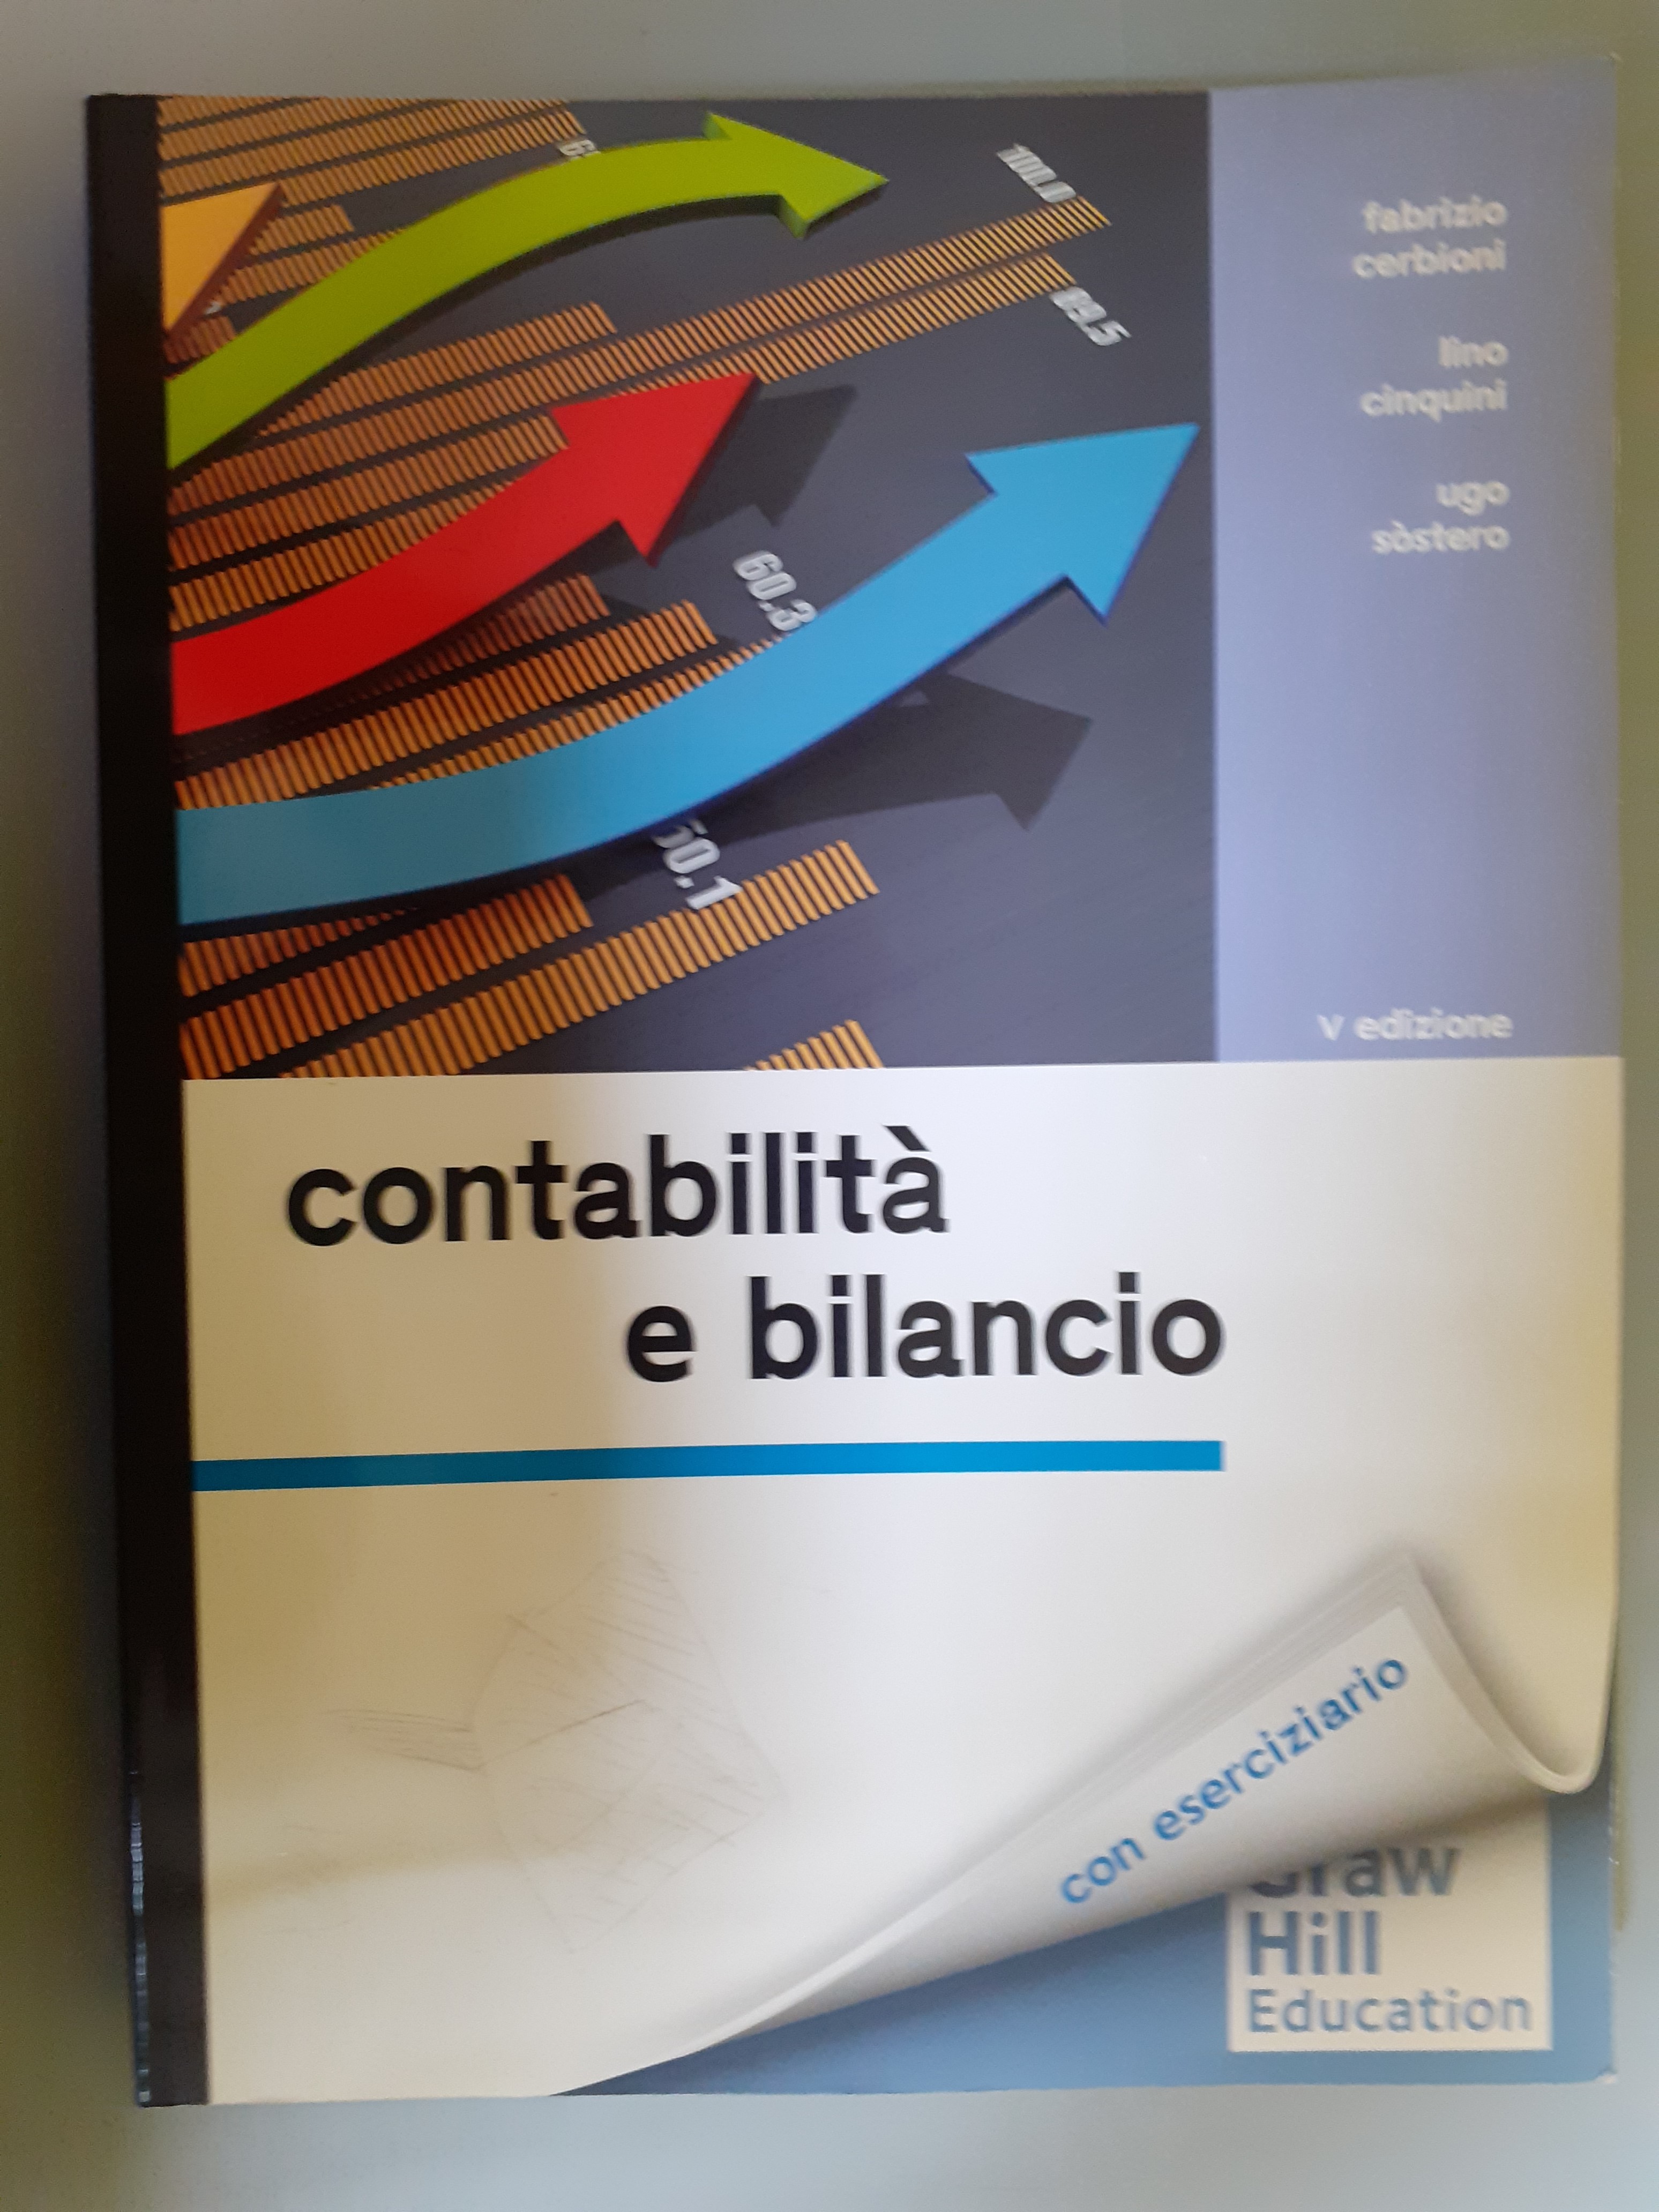 100.0
89.5
60.3
50.1
fabrizio
cerbioni
lino
cinquini
ugo
sòstero
v edizione
contabilità
e bilancio
con eserciziario
Graw
Hill
Education